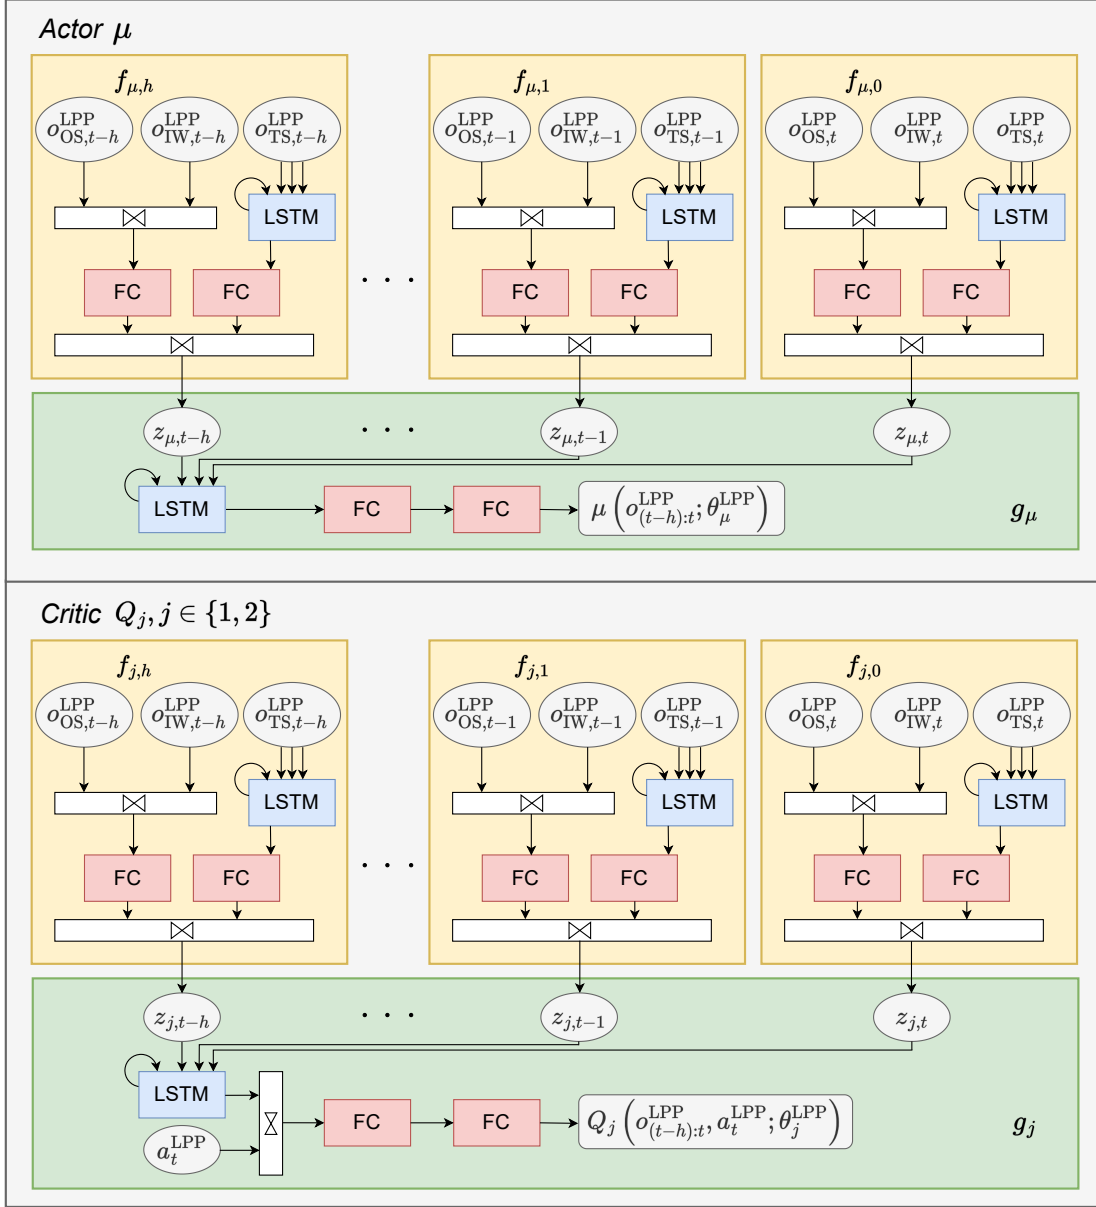 Actor μ
f_{μ,h} f_{μ,1} f_{μ,0}
o^{LPP}_{OS,t−h} o^{LPP}_{IW,t−h} o^{LPP}_{TS,t−h} o^{LPP}_{OS,t−1} o^{LPP}_{IW,t−1} o^{LPP}_{TS,t−1} o^{LPP}_{OS,t} o^{LPP}_{IW,t} o^{LPP}_{TS,t}
⋈ LSTM ⋈ LSTM ⋈ LSTM
FC FC · · · FC FC FC FC
⋈ ⋈ ⋈
z_{μ,t−h} · · · z_{μ,t−1} z_{μ,t}
LSTM FC FC μ(o^{LPP}_{(t−h):t}; θ^{LPP}_μ) g_μ
Critic Q_j, j ∈ {1, 2}
f_{j,h} f_{j,1} f_{j,0}
o^{LPP}_{OS,t−h} o^{LPP}_{IW,t−h} o^{LPP}_{TS,t−h} o^{LPP}_{OS,t−1} o^{LPP}_{IW,t−1} o^{LPP}_{TS,t−1} o^{LPP}_{OS,t} o^{LPP}_{IW,t} o^{LPP}_{TS,t}
⋈ LSTM ⋈ LSTM ⋈ LSTM
FC FC · · · FC FC FC FC
⋈ ⋈ ⋈
z_{j,t−h} · · · z_{j,t−1} z_{j,t}
LSTM
⋈ FC FC Q_j(o^{LPP}_{(t−h):t}, a^{LPP}_t; θ^{LPP}_j) g_j
a^{LPP}_t